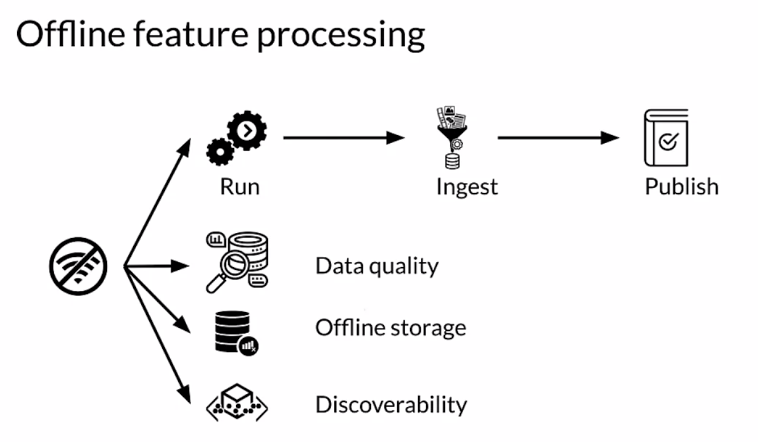 Offline feature processing
Run
Ingest
Publish
Data quality
Offline storage
Discoverability